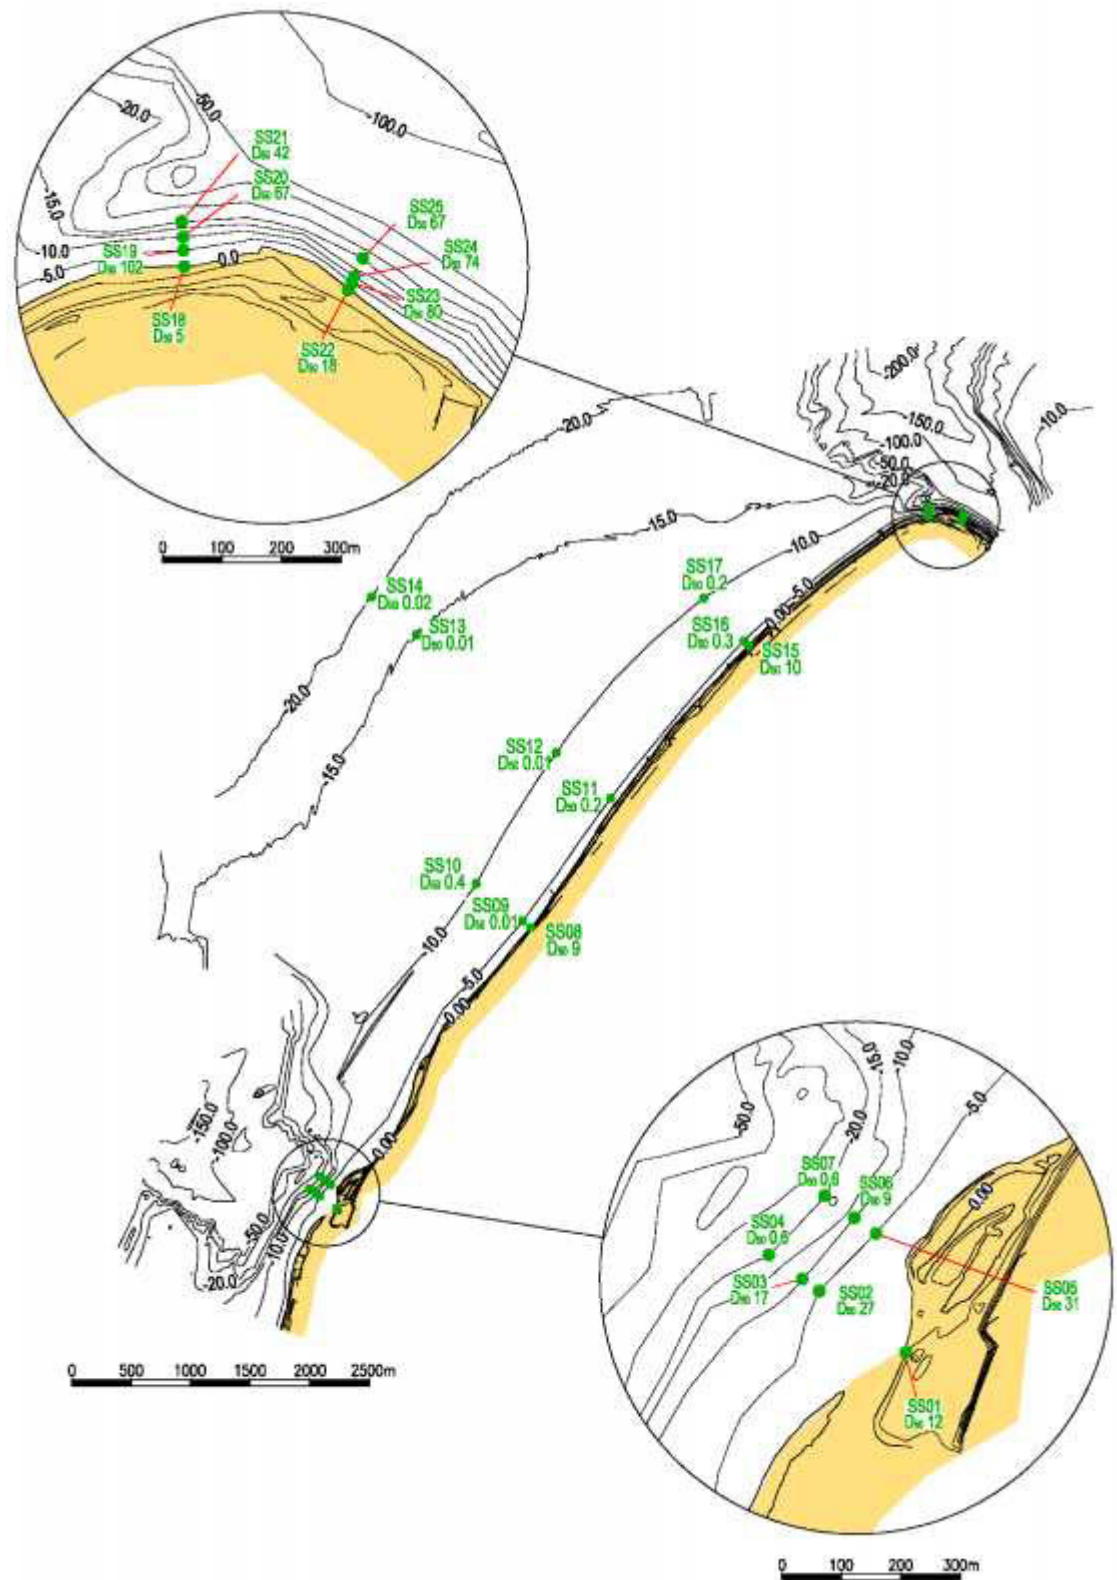 -20.0
-50.0
-100.0
SS21
D₅₀ 42
SS20
D₅₀ 67
-15.0
SS25
D₅₀ 67
-10.0
SS19
D₅₀ 102
0.0
SS24
D₅₀ 74
-5.0
SS23
D₅₀ 80
SS18
D₅₀ 5
SS22
D₅₀ 18
0 100 200 300m
-200.0
-150.0
-10.0
-100.0
-50.0
-20.0
-20.0
-15.0
-10.0
SS14
D₅₀ 0.02
SS17
D₅₀ 0.2
0.00
-5.0
SS13
D₅₀ 0.01
SS16
D₅₀ 0.3
SS15
D₅₀ 10
-20.0
-15.0
SS12
D₅₀ 0.01
SS11
D₅₀ 0.2
SS10
D₅₀ 0.4
SS09
D₅₀ 0.01
SS08
D₅₀ 9
-10.0
-5.0
0.00
-150.0
-100.0
0.00
-50.0
-10.0
-20.0
0 500 1000 1500 2000 2500m
-15.0
-10.0
-50.0
-20.0
-5.0
SS07
D₅₀ 0.6
SS06
D₅₀ 9
0.00
SS04
D₅₀ 0.6
SS03
D₅₀ 17
SS02
D₅₀ 27
SS05
D₅₀ 31
SS01
D₅₀ 12
0 100 200 300m